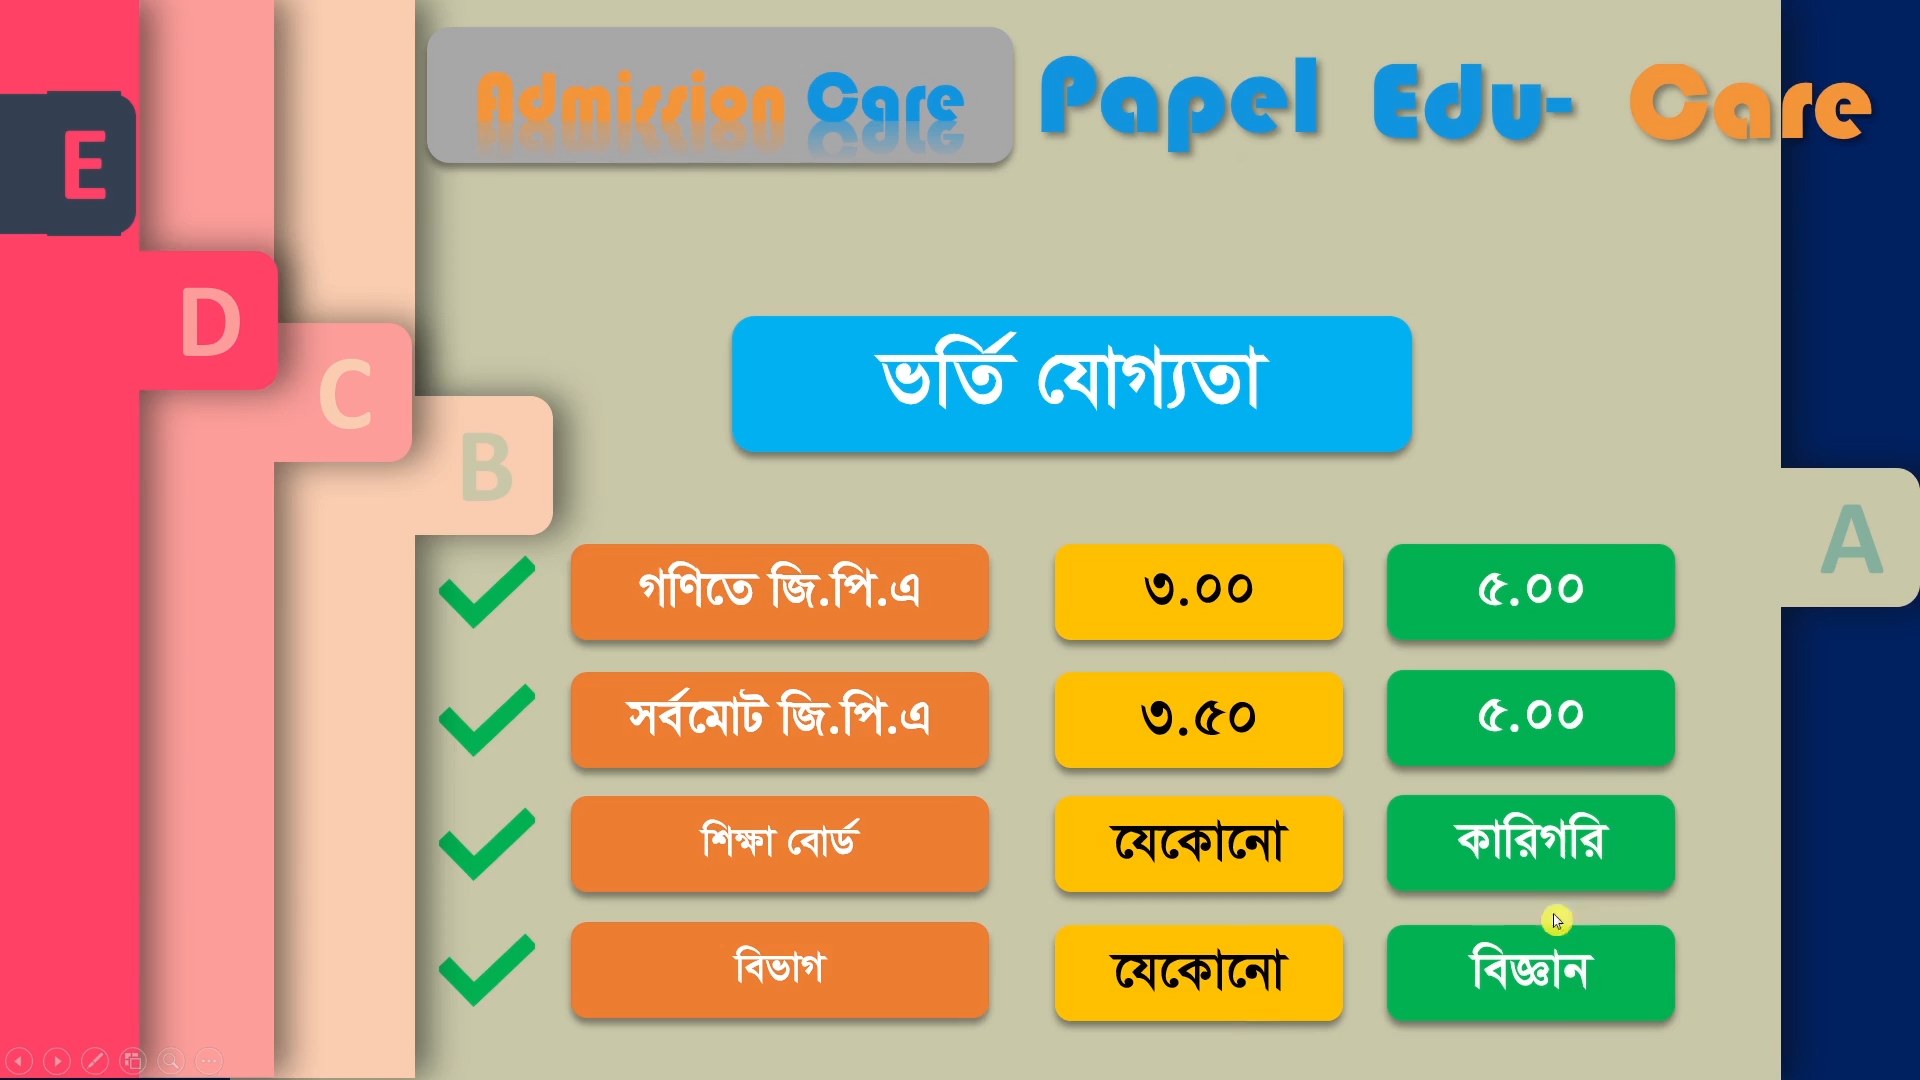 Admission Care
Papel Edu- Care
E
D
C
B
A
ভর্তি যোগ্যতা
গণিতে জি.পি.এ ৩.০০ ৫.০০
সর্বমোট জি.পি.এ ৩.৫০ ৫.০০
শিক্ষা বোর্ড যেকোনো কারিগরি
বিভাগ যেকোনো বিজ্ঞান